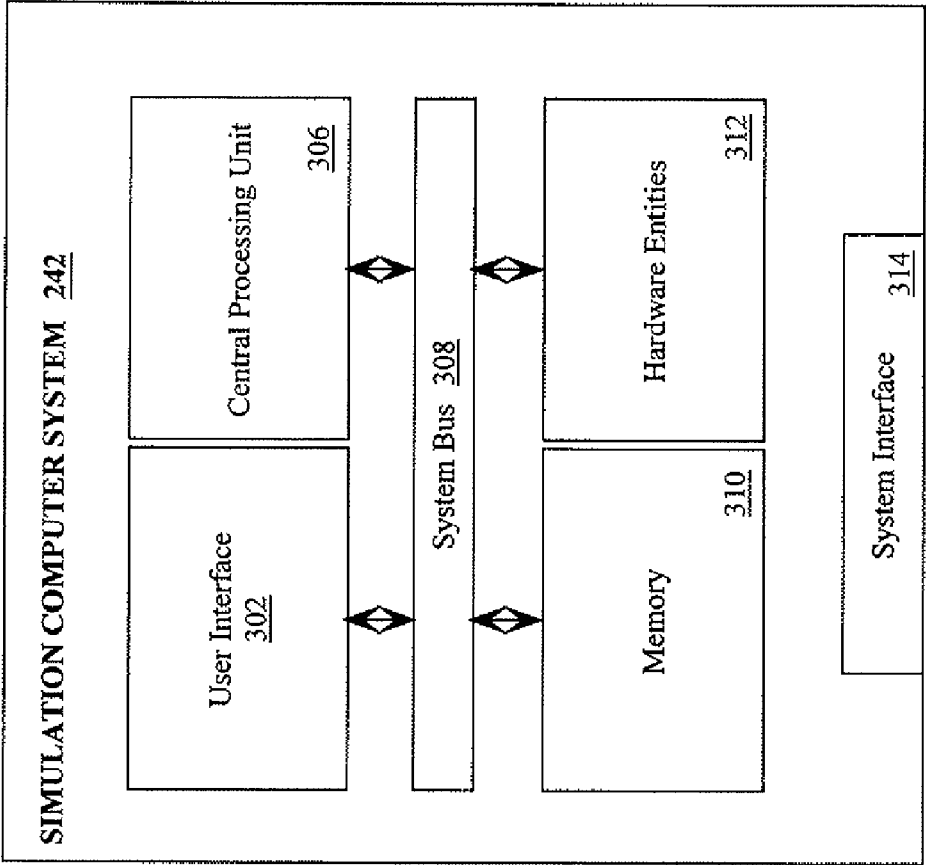 SIMULATION COMPUTER SYSTEM 242
User Interface
302
Central Processing Unit
306
System Bus 308
Memory
310
Hardware Entities
312
System Interface
314